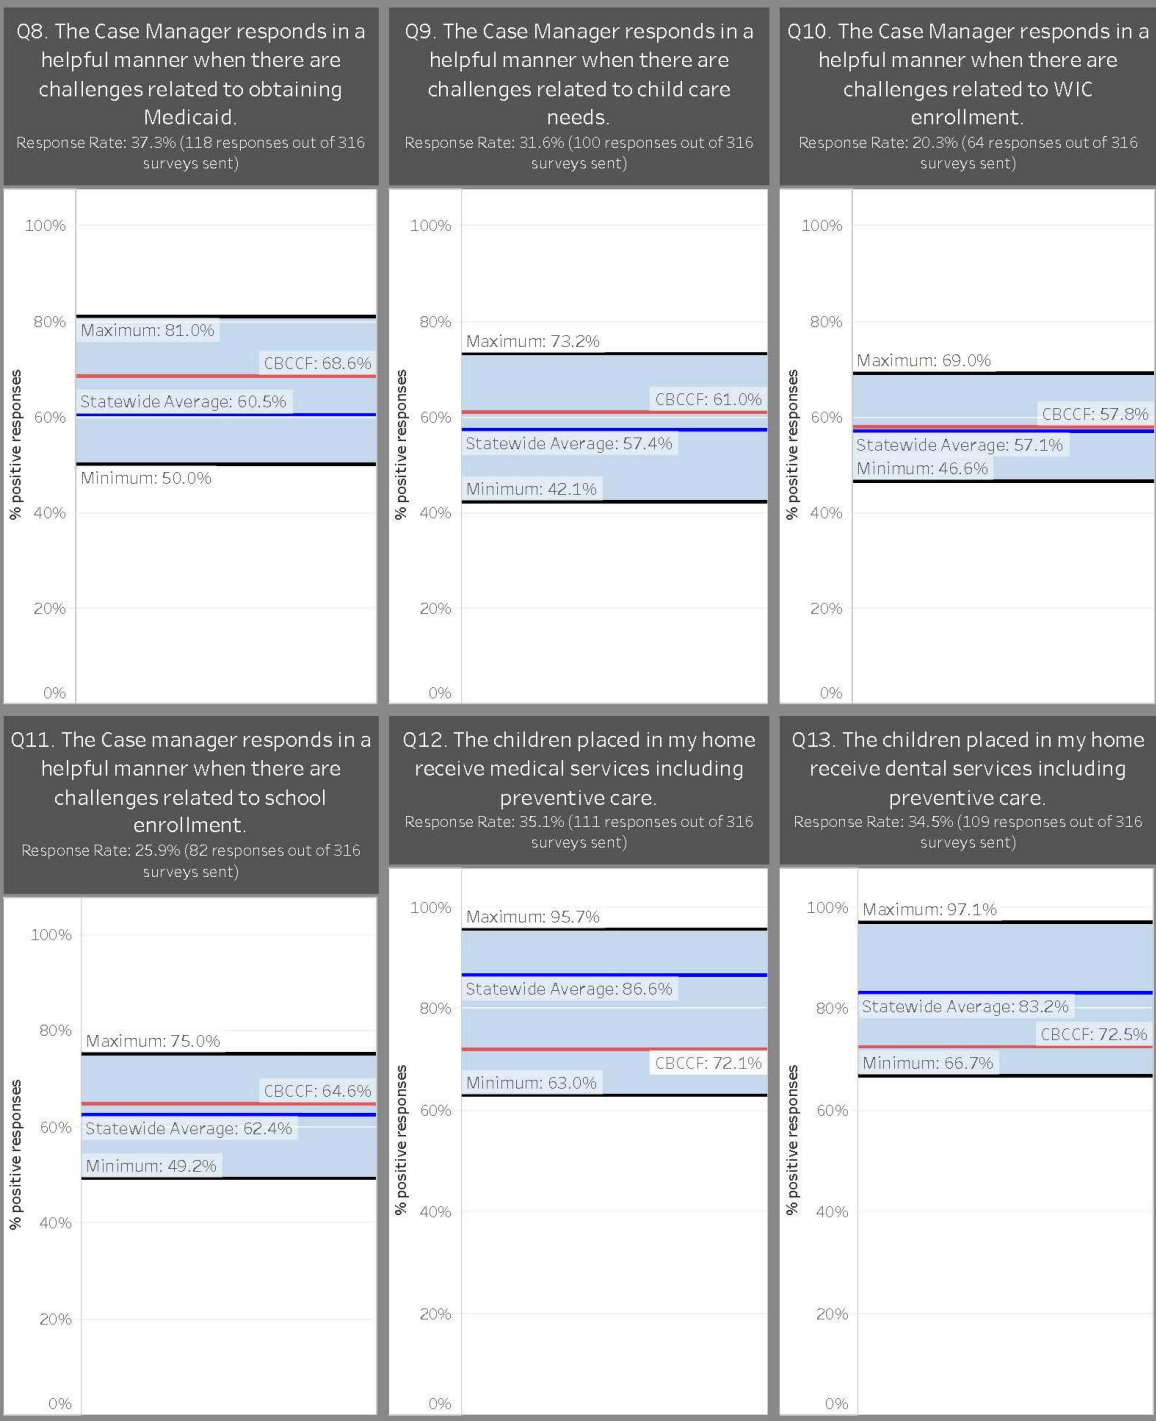 Q8. The Case Manager responds in a
helpful manner when there are
challenges related to obtaining
Medicaid.
Response Rate: 37.3% (118 responses out of 316
surveys sent)
100%
80%
60%
40%
20%
0%
% positive responses
Maximum: 81.0%
CBCCF: 68.6%
Statewide Average: 60.5%
Minimum: 50.0%
Q9. The Case Manager responds in a
helpful manner when there are
challenges related to child care
needs.
Response Rate: 31.6% (100 responses out of 316
surveys sent)
100%
80%
60%
40%
20%
0%
% positive responses
Maximum: 73.2%
CBCCF: 61.0%
Statewide Average: 57.4%
Minimum: 42.1%
Q10. The Case Manager responds in a
helpful manner when there are
challenges related to WIC
enrollment.
Response Rate: 20.3% (64 responses out of 316
surveys sent)
100%
80%
60%
40%
20%
0%
% positive responses
Maximum: 69.0%
CBCCF: 57.8%
Statewide Average: 57.1%
Minimum: 46.6%
Q11. The Case manager responds in a
helpful manner when there are
challenges related to school
enrollment.
Response Rate: 25.9% (82 responses out of 316
surveys sent)
100%
80%
60%
40%
20%
0%
% positive responses
Maximum: 75.0%
CBCCF: 64.6%
Statewide Average: 62.4%
Minimum: 49.2%
Q12. The children placed in my home
receive medical services including
preventive care.
Response Rate: 35.1% (111 responses out of 316
surveys sent)
100%
80%
60%
40%
20%
0%
% positive responses
Maximum: 95.7%
Statewide Average: 86.6%
CBCCF: 72.1%
Minimum: 63.0%
Q13. The children placed in my home
receive dental services including
preventive care.
Response Rate: 34.5% (109 responses out of 316
surveys sent)
100%
80%
60%
40%
20%
0%
% positive responses
Maximum: 97.1%
Statewide Average: 83.2%
CBCCF: 72.5%
Minimum: 66.7%